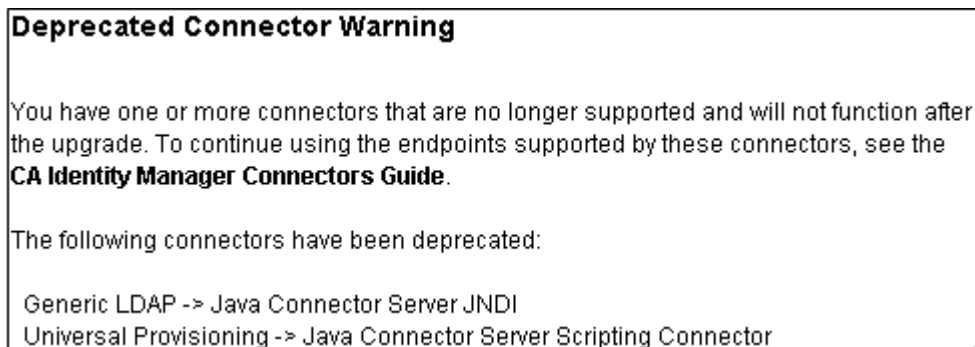 Deprecated Connector Warning
You have one or more connectors that are no longer supported and will not function after
the upgrade. To continue using the endpoints supported by these connectors, see the
CA Identity Manager Connectors Guide.
The following connectors have been deprecated:
Generic LDAP -> Java Connector Server JNDI
Universal Provisioning -> Java Connector Server Scripting Connector